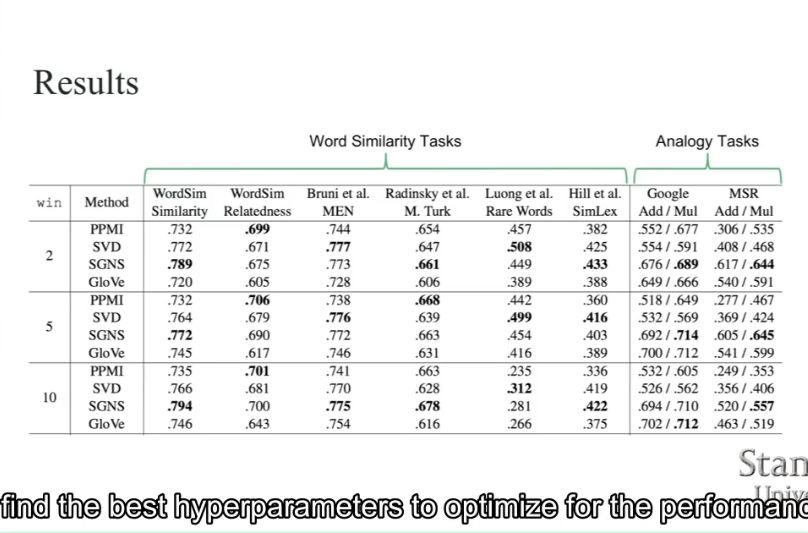 Results
Word Similarity Tasks Analogy Tasks
win Method WordSim Similarity WordSim Relatedness Bruni et al. MEN Radinsky et al. M. Turk Luong et al. Rare Words Hill et al. SimLex Google Add / Mul MSR Add / Mul
2 PPMI .732 .699 .744 .654 .457 .382 .552 / .677 .306 / .535
SVD .772 .671 .777 .647 .508 .425 .554 / .591 .408 / .468
SGNS .789 .675 .773 .661 .449 .433 .676 / .689 .617 / .644
GloVe .720 .605 .728 .606 .389 .388 .649 / .666 .540 / .591
5 PPMI .732 .706 .738 .668 .442 .360 .518 / .649 .277 / .467
SVD .764 .679 .776 .639 .499 .416 .532 / .569 .369 / .424
SGNS .772 .690 .772 .663 .454 .403 .692 / .714 .605 / .645
GloVe .745 .617 .746 .631 .416 .389 .700 / .712 .541 / .599
10 PPMI .735 .701 .741 .663 .235 .336 .532 / .605 .249 / .353
SVD .766 .681 .770 .628 .312 .419 .526 / .562 .356 / .406
SGNS .794 .700 .775 .678 .281 .422 .694 / .710 .520 / .557
GloVe .746 .643 .754 .616 .266 .375 .702 / .712 .463 / .519
Stan
Unive
find the best hyperparameters to optimize for the performanc